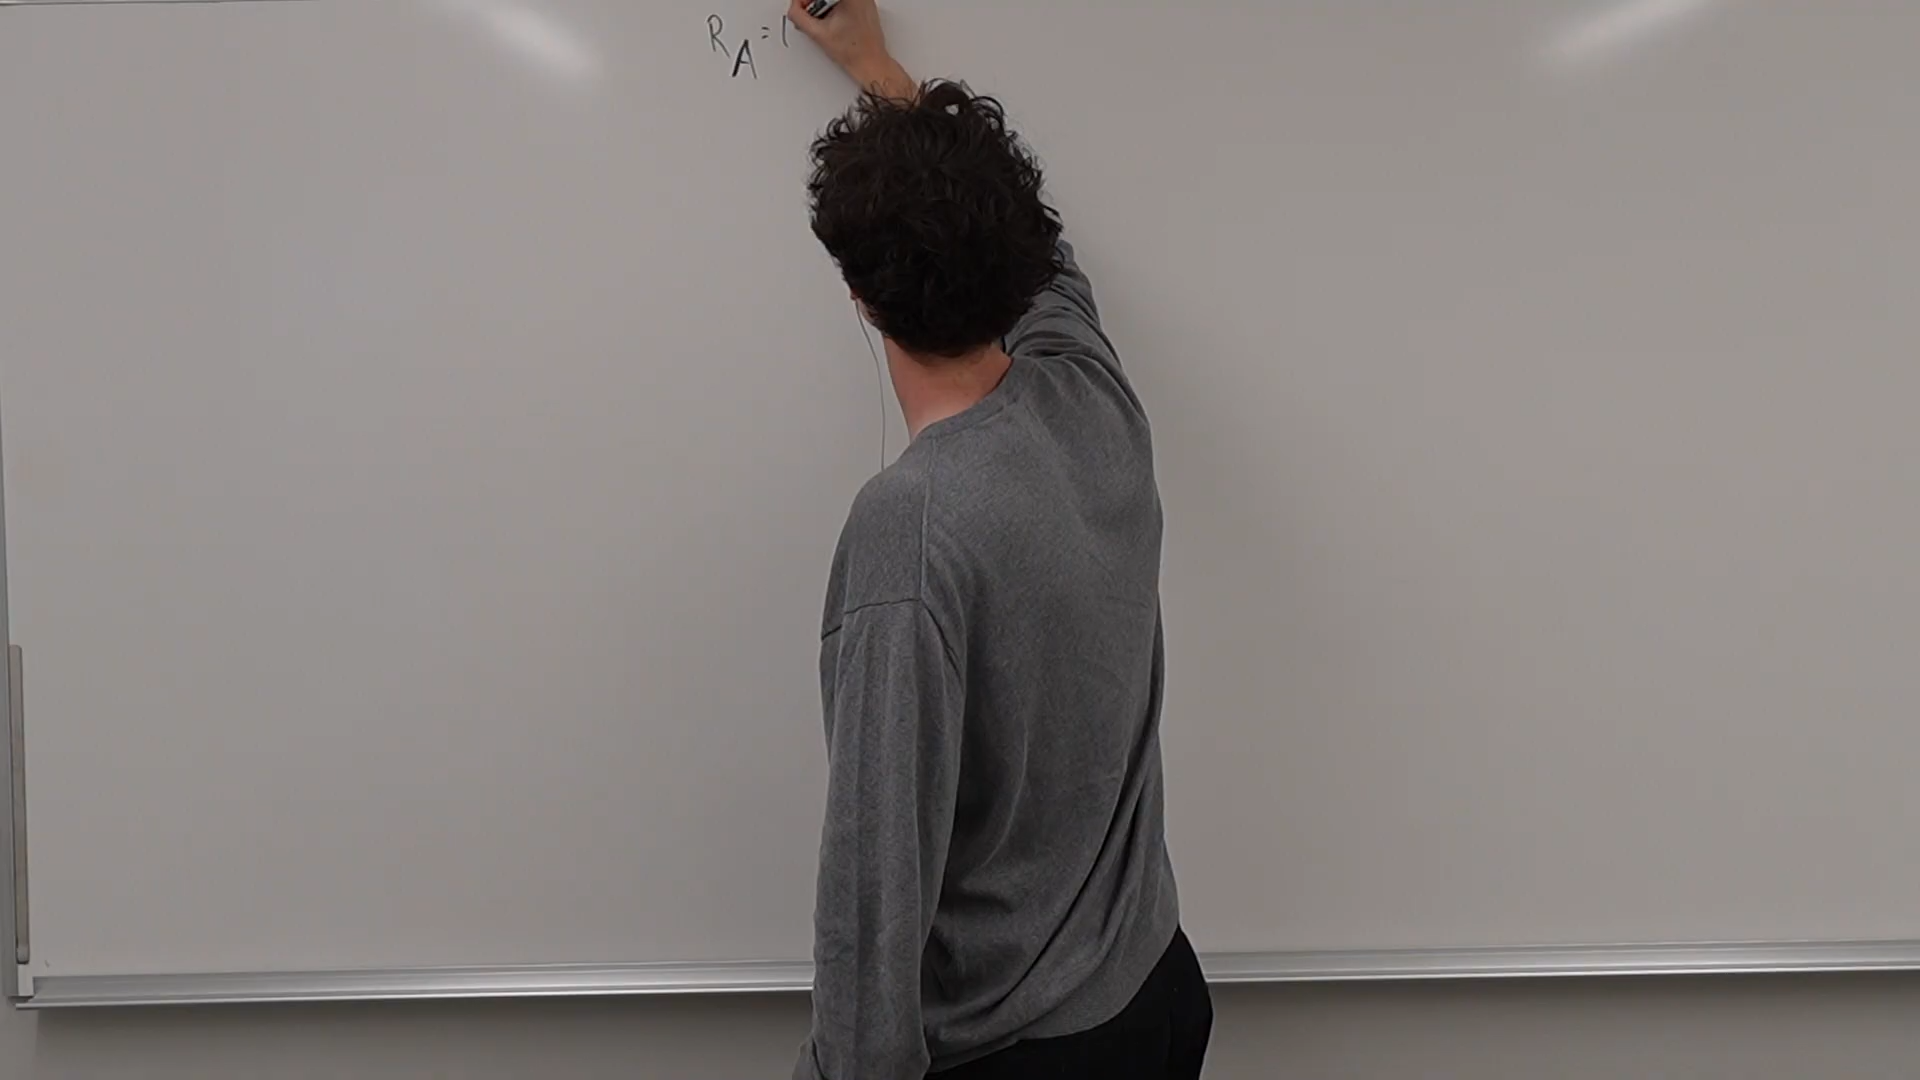 R_A = 1